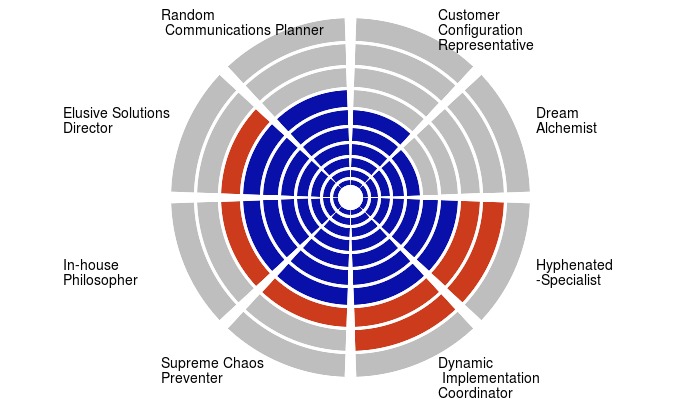 Random
Communications Planner
Customer
Configuration
Representative
Elusive Solutions
Director
Dream
Alchemist
In-house
Philosopher
Hyphenated
-Specialist
Supreme Chaos
Preventer
Dynamic
Implementation
Coordinator